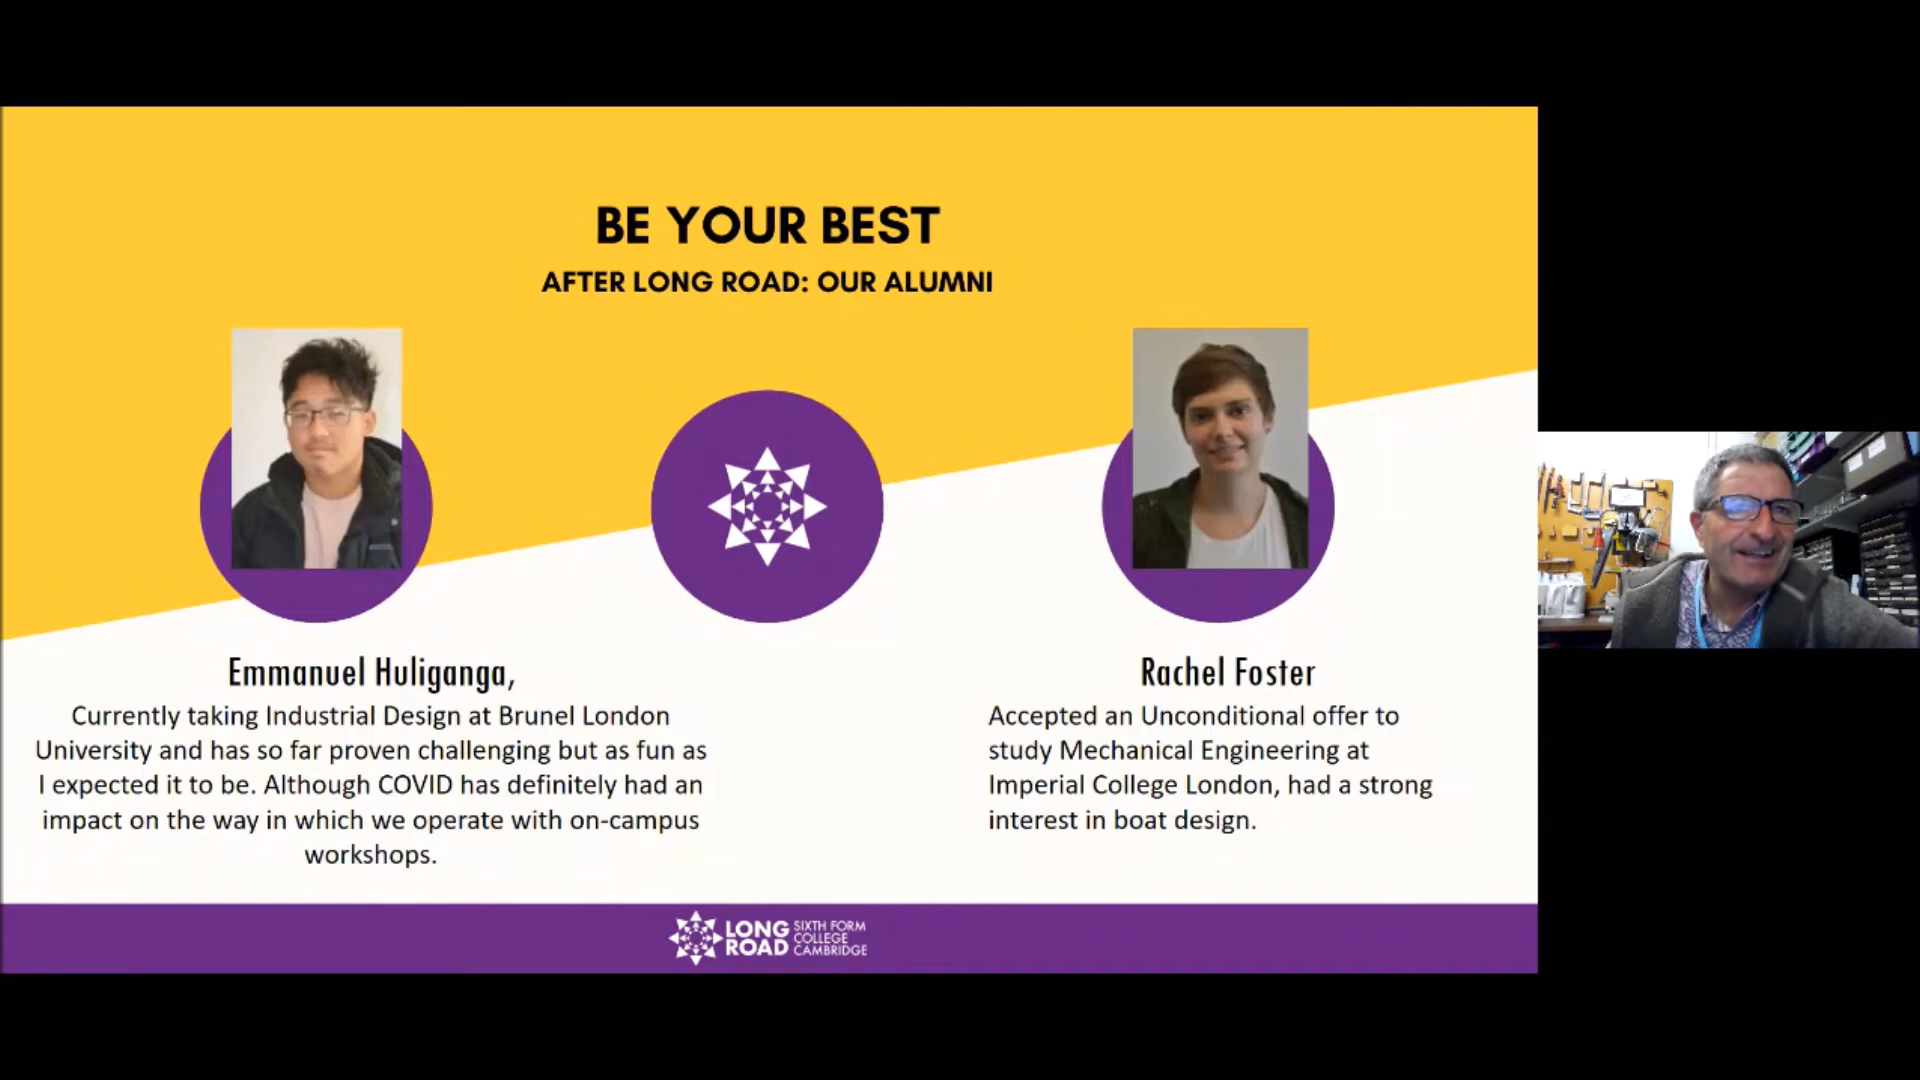 BE YOUR BEST
AFTER LONG ROAD: OUR ALUMNI
Emmanuel Huliganga,
Currently taking Industrial Design at Brunel London
University and has so far proven challenging but as fun as
I expected it to be. Although COVID has definitely had an
impact on the way in which we operate with on-campus
workshops.
Rachel Foster
Accepted an Unconditional offer to
study Mechanical Engineering at
Imperial College London, had a strong
interest in boat design.
LONG
ROAD
SIXTH FORM
COLLEGE
CAMBRIDGE